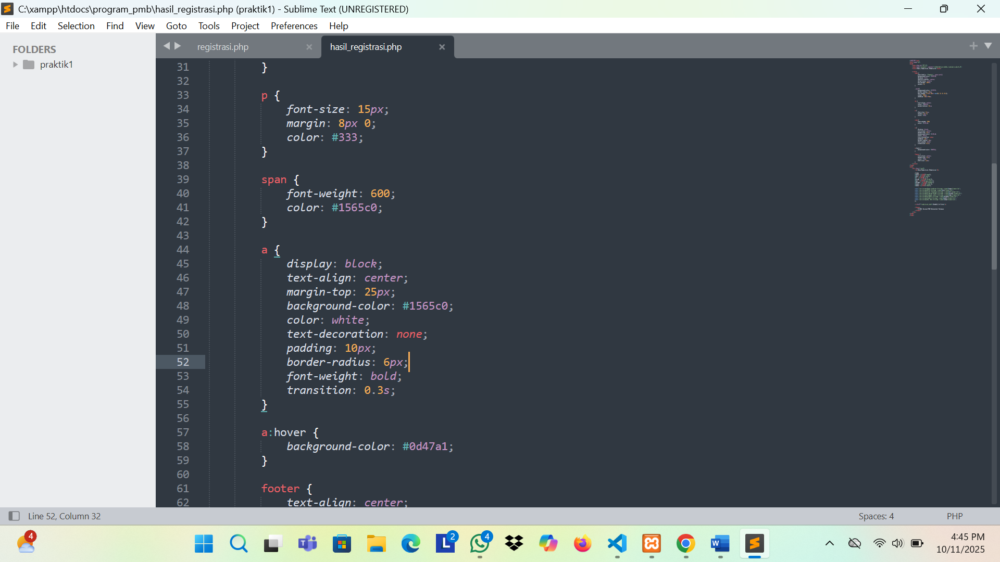 C:\xampp\htdocs\program_pmb\hasil_registrasi.php (praktik1) - Sublime Text (UNREGISTERED)
File Edit Selection Find View Goto Tools Project Preferences Help
FOLDERS
praktik1
registrasi.php
hasil_registrasi.php
31 }
32
33 p {
34 font-size: 15px;
35 margin: 8px 0;
36 color: #333;
37 }
38
39 span {
40 font-weight: 600;
41 color: #1565c0;
42 }
43
44 a {
45 display: block;
46 text-align: center;
47 margin-top: 25px;
48 background-color: #1565c0;
49 color: white;
50 text-decoration: none;
51 padding: 10px;
52 border-radius: 6px;
53 font-weight: bold;
54 transition: 0.3s;
55 }
56
57 a:hover {
58 background-color: #0d47a1;
59 }
60
61 footer {
62 text-align: center;
Line 52, Column 32
Spaces: 4
PHP
4
2
4
4:45 PM
10/11/2025